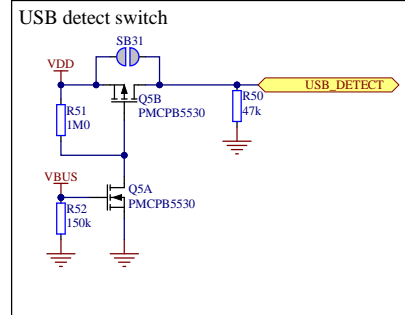 USB detect switch
SB31
VDD
USB_DETECT
R51
1M0
Q5B
PMCPB5530
R50
47k
VBUS
Q5A
PMCPB5530
R52
150k